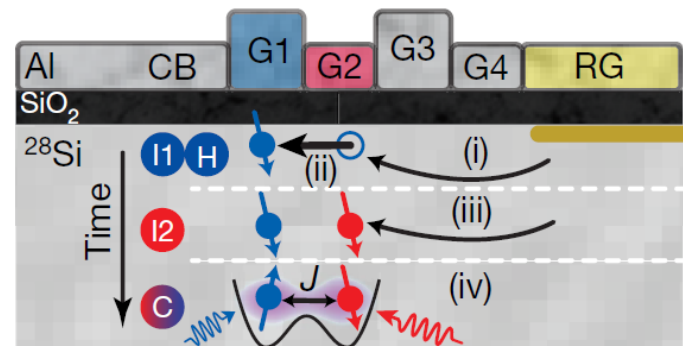 Al CB G1 G2 G3 G4 RG
SiO₂
²⁸Si I1 H (ii) (i)
Time I2 (iii)
C J (iv)